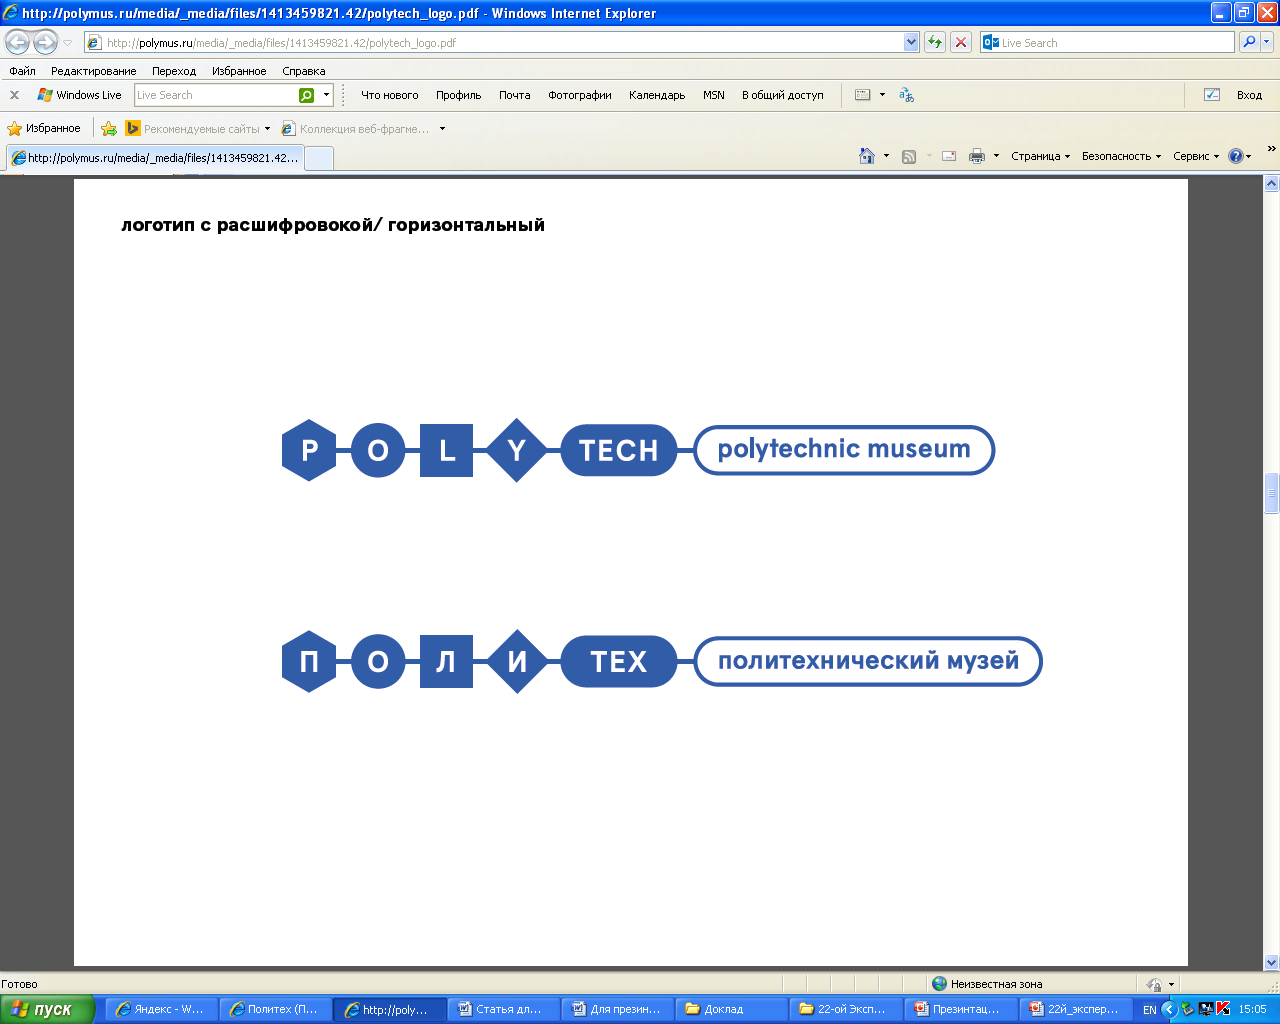 http://polymus.ru/media/_media/files/1413459821.42/polytech_logo.pdf - Windows Internet Explorer
http://polymus.ru/media/_media/files/1413459821.42/polytech_logo.pdf Live Search
Файл Редактирование Переход Избранное Справка
Windows Live Live Search Что нового Профиль Почта Фотографии Календарь MSN В общий доступ Вход
Избранное Рекомендуемые сайты Коллекция веб-фрагме...
http://polymus.ru/media/_media/files/1413459821.42... Страница Безопасность Сервис
логотип с расшифровокой/ горизонтальный
P O L Y TECH polytechnic museum
П О Л И ТЕХ политехнический музей
Готово Неизвестная зона
пуск Яндекс - W... Политех (П... http://poly... Статья дл... Для презин... Доклад 22-ой Эксп... Презинтац... 22й_экспер... EN 15:05